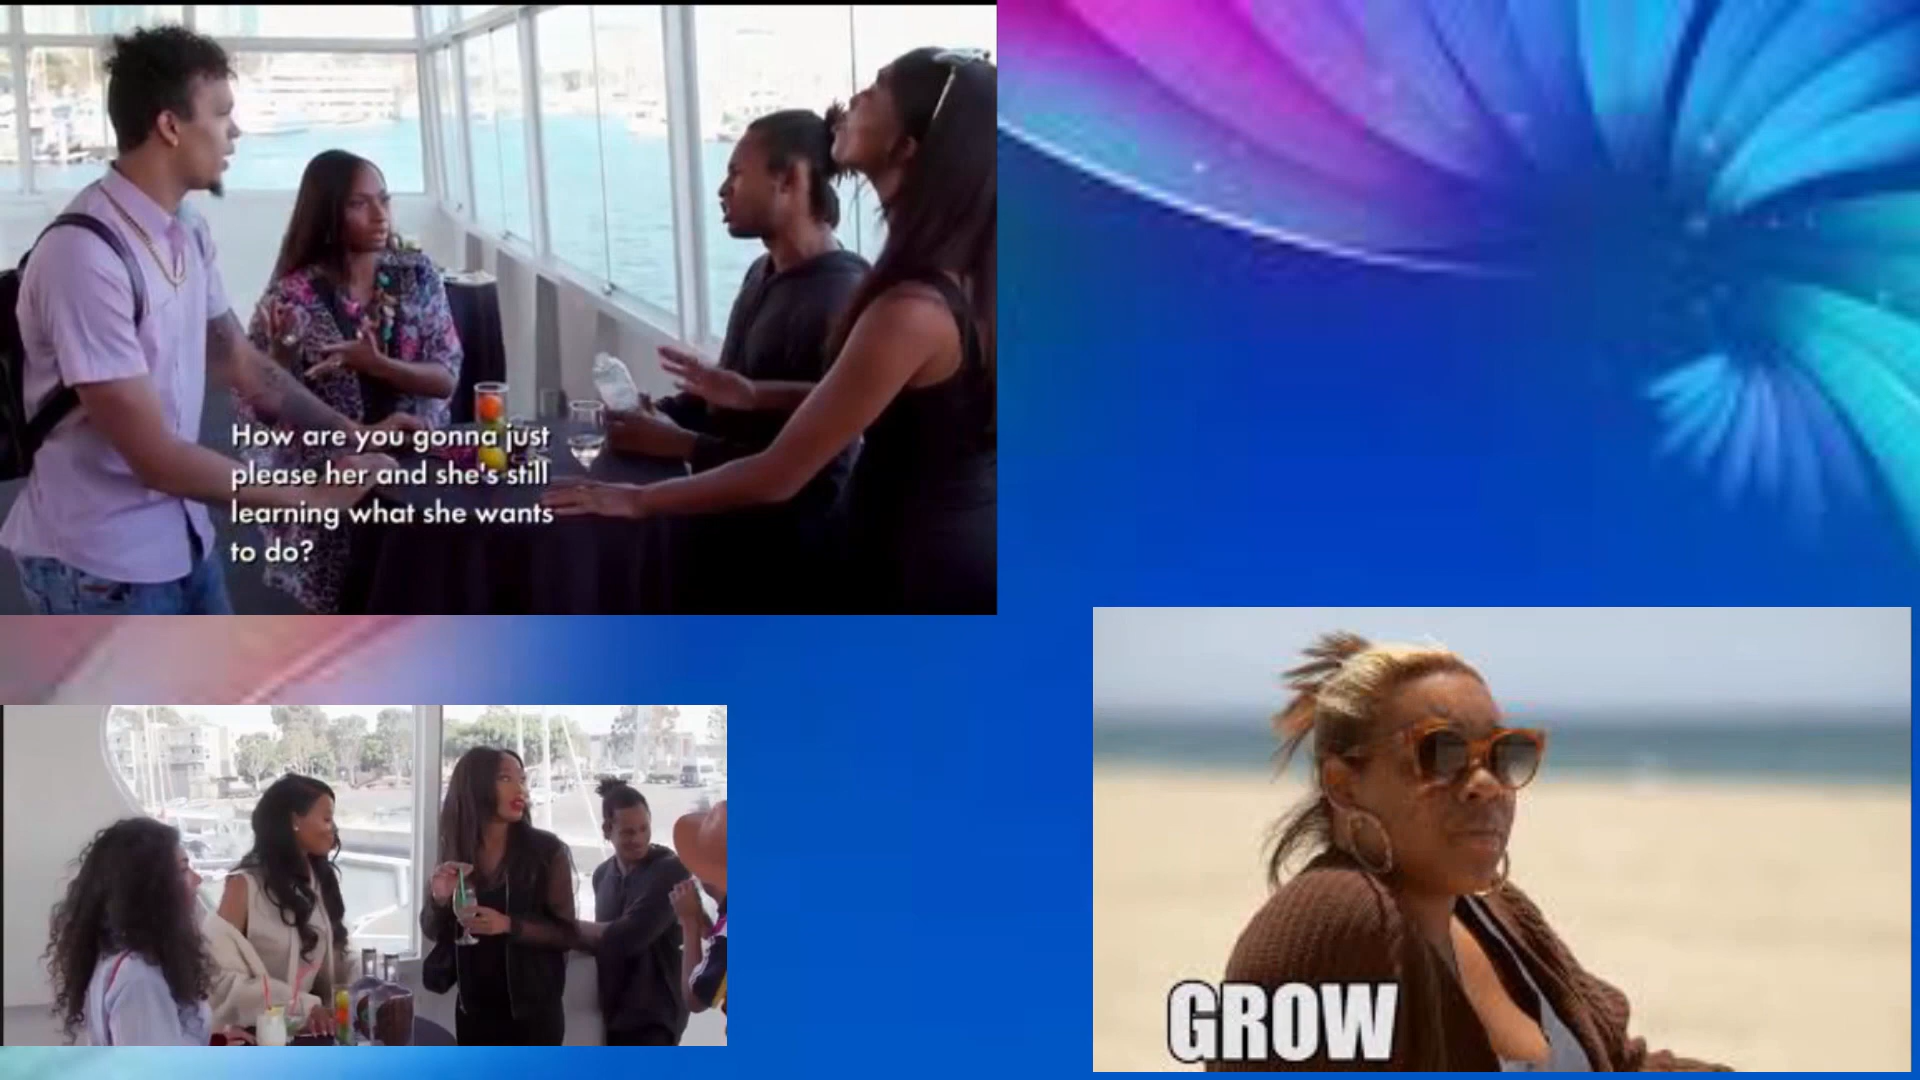 How are you gonna just
please her and she's still
learning what she wants
to do?
GROW